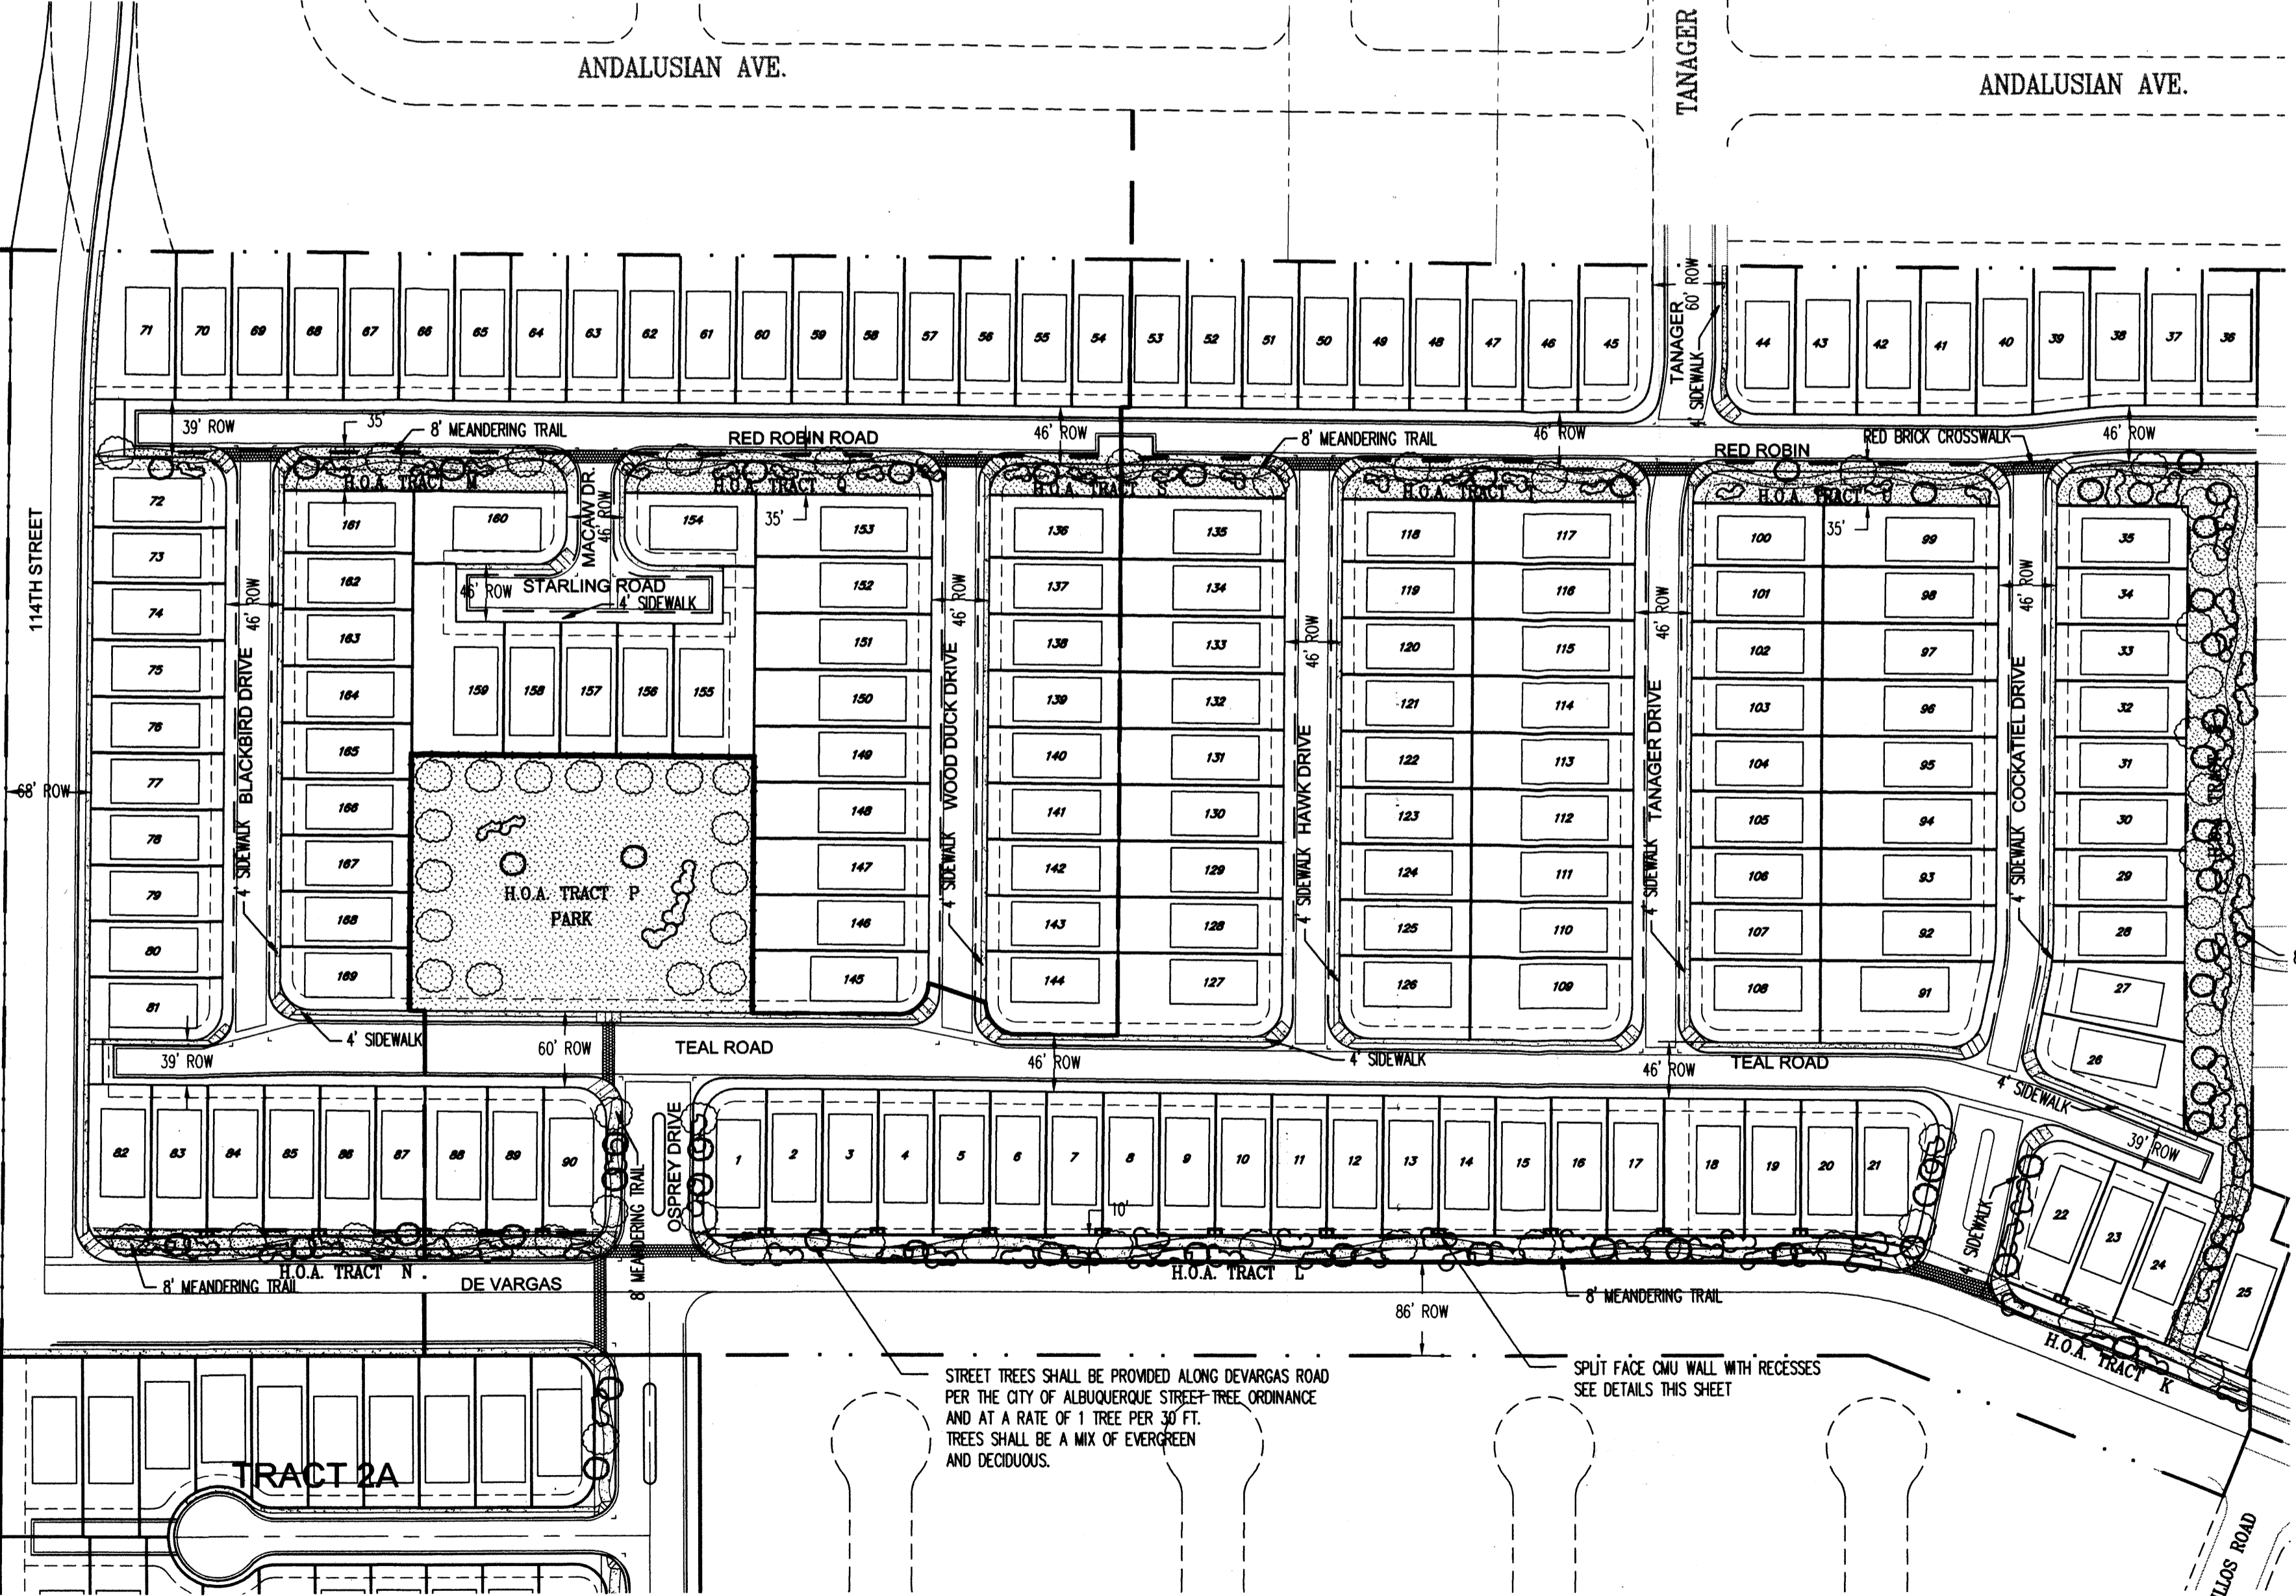 TANAGER
ANDALUSIAN AVE.
ANDALUSIAN AVE.
60' ROW
TANAGER
4' SIDEWALK
71 70 69 68 67 66 65 64 63 62 61 60 59 58 57 56 55 54 53 52 51 50 49 48 47 46 45 44 43 42 41 40 39 38 37 36
39' ROW
35'
8' MEANDERING TRAIL
RED ROBIN ROAD
46' ROW
8' MEANDERING TRAIL
46' ROW
RED ROBIN
RED BRICK CROSSWALK
46' ROW
H.O.A. TRACT M
H.O.A. TRACT Q
H.O.A. TRACT S
H.O.A. TRACT T
H.O.A. TRACT U
35'
35'
114TH STREET
68' ROW
72
73
74
75
76
77
78
79
80
81
46' ROW
BLACKBIRD DRIVE
4' SIDEWALK
161
162
163
164
165
166
167
168
169
160
154
MACAW DR.
46' ROW
46' ROW
STARLING ROAD
4' SIDEWALK
159 158 157 156 155
H.O.A. TRACT P
PARK
153
152
151
150
149
148
147
146
145
46' ROW
WOOD DUCK DRIVE
4' SIDEWALK
136
137
138
139
140
141
142
143
144
135
134
133
132
131
130
129
128
127
46' ROW
HAWK DRIVE
4' SIDEWALK
118
119
120
121
122
123
124
125
126
117
116
115
114
113
112
111
110
109
46' ROW
TANAGER DRIVE
4' SIDEWALK
100
101
102
103
104
105
106
107
108
99
98
97
96
95
94
93
92
91
46' ROW
COCKATIEL DRIVE
4' SIDEWALK
35
34
33
32
31
30
29
28
27
26
4' SIDEWALK
39' ROW
60' ROW
TEAL ROAD
46' ROW
4' SIDEWALK
46' ROW
TEAL ROAD
4' SIDEWALK
39' ROW
82 83 84 85 86 87 88 89 90
8' MEANDERING TRAIL
OSPREY DRIVE
1 2 3 4 5 6 7 8 9 10 11 12 13 14 15 16 17 18 19 20 21
10'
4' SIDEWALK
22 23 24 25
H.O.A. TRACT N
8' MEANDERING TRAIL
DE VARGAS
H.O.A. TRACT L
86' ROW
8' MEANDERING TRAIL
H.O.A. TRACT K
STREET TREES SHALL BE PROVIDED ALONG DEVARGAS ROAD
PER THE CITY OF ALBUQUERQUE STREET TREE ORDINANCE
AND AT A RATE OF 1 TREE PER 30 FT.
TREES SHALL BE A MIX OF EVERGREEN
AND DECIDUOUS.
SPLIT FACE CMU WALL WITH RECESSES
SEE DETAILS THIS SHEET
TRACT 2A
ROAD